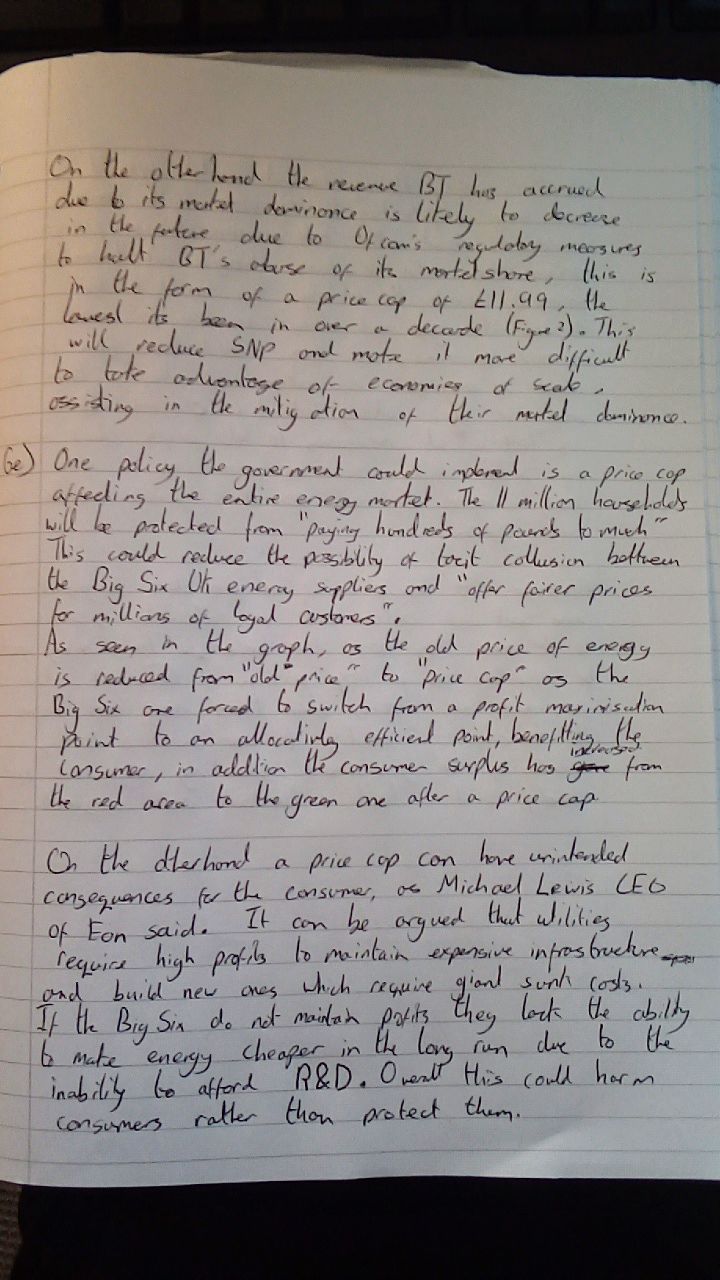 On the otherhand the revenue BT has accrued
due to its market dominance is likely to decrease
in the future due to Ofcom's regulatory measures
to halt BT's abuse of its marketshare, this is
in the form of a price cap of £11.99, the
lowest its been in over a decade (Figure 2). This
will reduce SNP and make it more difficult
to take advantage of economies of scale,
assisting in the mitigation of their market dominance.
6e) One policy the government could implement is a price cap
affecting the entire energy market. The 11 million households
will be protected from "paying hundreds of pounds to much"
This could reduce the possibility of tacit collusion bettween
the Big Six UK energy suppliers and "offer fairer prices
for millions of loyal customers".
As seen in the graph, as the old price of energy
is reduced from "old price" to "price cap" as the
Big Six are forced to switch from a profit maximisation
point to an allocativly efficient point, benefitting the
consumer, in addition the consumer surplus has increased from
the red area to the green one after a price cap
On the otherhand a price cap can have unintended
consequences for the consumer, as Michael Lewis CEO
of Eon said. It can be argued that utilities
require high profits to maintain expensive infrastructure
and build new ones which require giant sunk costs.
If the Big Six do not maintain profits they lack the ability
to make energy cheaper in the long run due to the
inability to afford R&D. Overall this could harm
consumers rather than protect them.